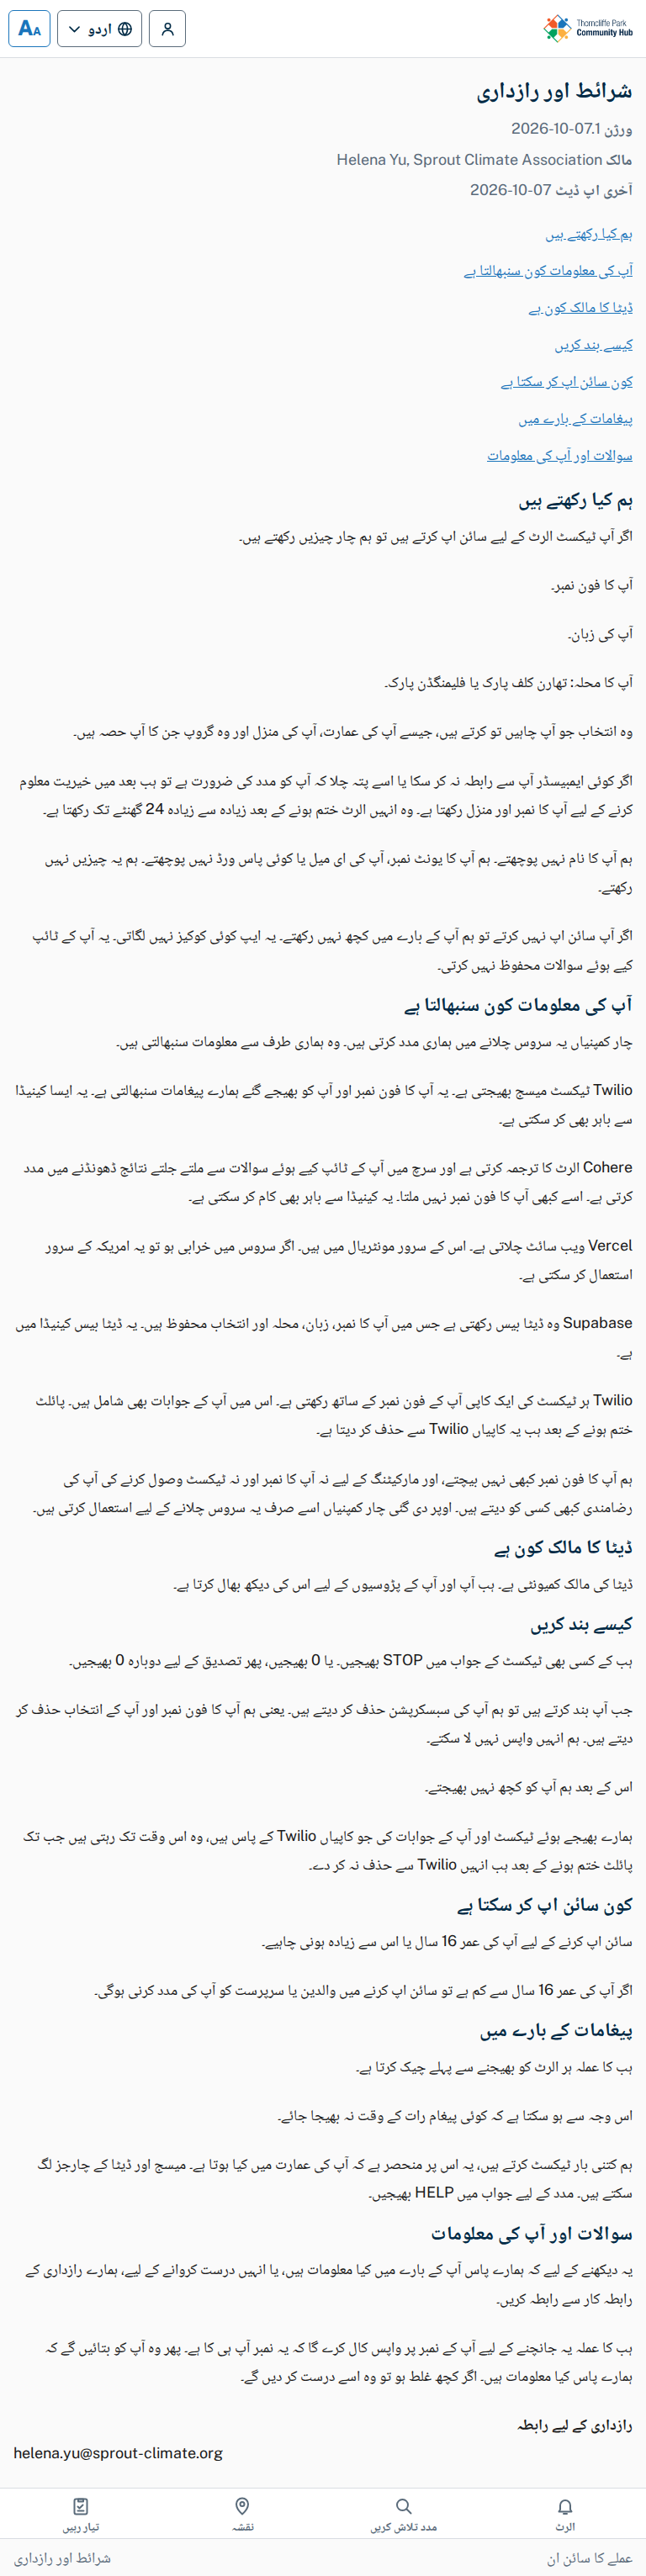 Thorncliffe Park
Community Hub
اردو
AA
شرائط اور رازداری
ورژن 2026-10-07.1
مالک Helena Yu, Sprout Climate Association
آخری اپ ڈیٹ 2026-10-07
ہم کیا رکھتے ہیں
آپ کی معلومات کون سنبھالتا ہے
ڈیٹا کا مالک کون ہے
کیسے بند کریں
کون سائن اپ کر سکتا ہے
پیغامات کے بارے میں
سوالات اور آپ کی معلومات
ہم کیا رکھتے ہیں
اگر آپ ٹیکسٹ الرٹ کے لیے سائن اپ کرتے ہیں تو ہم چار چیزیں رکھتے ہیں۔
آپ کا فون نمبر۔
آپ کی زبان۔
آپ کا محلہ: تھارن کلف پارک یا فلیمنگڈن پارک۔
وہ انتخاب جو آپ چاہیں تو کرتے ہیں، جیسے آپ کی عمارت، آپ کی منزل اور وہ گروپ جن کا آپ حصہ ہیں۔
اگر کوئی ایمبیسڈر آپ سے رابطہ نہ کر سکا یا اسے پتہ چلا کہ آپ کو مدد کی ضرورت ہے تو ہب بعد میں خیریت معلوم
کرنے کے لیے آپ کا نمبر اور منزل رکھتا ہے۔ وہ انہیں الرٹ ختم ہونے کے بعد زیادہ سے زیادہ 24 گھنٹے تک رکھتا ہے۔
ہم آپ کا نام نہیں پوچھتے۔ ہم آپ کا یونٹ نمبر، آپ کی ای میل یا کوئی پاس ورڈ نہیں پوچھتے۔ ہم یہ چیزیں نہیں
رکھتے۔
اگر آپ سائن اپ نہیں کرتے تو ہم آپ کے بارے میں کچھ نہیں رکھتے۔ یہ ایپ کوئی کوکیز نہیں لگاتی۔ یہ آپ کے ٹائپ
کیے ہوئے سوالات محفوظ نہیں کرتی۔
آپ کی معلومات کون سنبھالتا ہے
چار کمپنیاں یہ سروس چلانے میں ہماری مدد کرتی ہیں۔ وہ ہماری طرف سے معلومات سنبھالتی ہیں۔
Twilio ٹیکسٹ میسج بھیجتی ہے۔ یہ آپ کا فون نمبر اور آپ کو بھیجے گئے ہمارے پیغامات سنبھالتی ہے۔ یہ ایسا کینیڈا
سے باہر بھی کر سکتی ہے۔
Cohere الرٹ کا ترجمہ کرتی ہے اور سرچ میں آپ کے ٹائپ کیے ہوئے سوالات سے ملتے جلتے نتائج ڈھونڈنے میں مدد
کرتی ہے۔ اسے کبھی آپ کا فون نمبر نہیں ملتا۔ یہ کینیڈا سے باہر بھی کام کر سکتی ہے۔
Vercel ویب سائٹ چلاتی ہے۔ اس کے سرور مونٹریال میں ہیں۔ اگر سروس میں خرابی ہو تو یہ امریکہ کے سرور
استعمال کر سکتی ہے۔
Supabase وہ ڈیٹا بیس رکھتی ہے جس میں آپ کا نمبر، زبان، محلہ اور انتخاب محفوظ ہیں۔ یہ ڈیٹا بیس کینیڈا میں
ہے۔
Twilio ہر ٹیکسٹ کی ایک کاپی آپ کے فون نمبر کے ساتھ رکھتی ہے۔ اس میں آپ کے جوابات بھی شامل ہیں۔ پائلٹ
ختم ہونے کے بعد ہب یہ کاپیاں Twilio سے حذف کر دیتا ہے۔
ہم آپ کا فون نمبر کبھی نہیں بیچتے، اور مارکیٹنگ کے لیے نہ آپ کا نمبر اور نہ ٹیکسٹ وصول کرنے کی آپ کی
رضامندی کبھی کسی کو دیتے ہیں۔ اوپر دی گئی چار کمپنیاں اسے صرف یہ سروس چلانے کے لیے استعمال کرتی ہیں۔
ڈیٹا کا مالک کون ہے
ڈیٹا کی مالک کمیونٹی ہے۔ ہب آپ اور آپ کے پڑوسیوں کے لیے اس کی دیکھ بھال کرتا ہے۔
کیسے بند کریں
ہب کے کسی بھی ٹیکسٹ کے جواب میں STOP بھیجیں۔ یا 0 بھیجیں، پھر تصدیق کے لیے دوبارہ 0 بھیجیں۔
جب آپ بند کرتے ہیں تو ہم آپ کی سبسکرپشن حذف کر دیتے ہیں۔ یعنی ہم آپ کا فون نمبر اور آپ کے انتخاب حذف کر
دیتے ہیں۔ ہم انہیں واپس نہیں لا سکتے۔
اس کے بعد ہم آپ کو کچھ نہیں بھیجتے۔
ہمارے بھیجے ہوئے ٹیکسٹ اور آپ کے جوابات کی جو کاپیاں Twilio کے پاس ہیں، وہ اس وقت تک رہتی ہیں جب تک
پائلٹ ختم ہونے کے بعد ہب انہیں Twilio سے حذف نہ کر دے۔
کون سائن اپ کر سکتا ہے
سائن اپ کرنے کے لیے آپ کی عمر 16 سال یا اس سے زیادہ ہونی چاہیے۔
اگر آپ کی عمر 16 سال سے کم ہے تو سائن اپ کرنے میں والدین یا سرپرست کو آپ کی مدد کرنی ہوگی۔
پیغامات کے بارے میں
ہب کا عملہ ہر الرٹ کو بھیجنے سے پہلے چیک کرتا ہے۔
اس وجہ سے ہو سکتا ہے کہ کوئی پیغام رات کے وقت نہ بھیجا جائے۔
ہم کتنی بار ٹیکسٹ کرتے ہیں، یہ اس پر منحصر ہے کہ آپ کی عمارت میں کیا ہوتا ہے۔ میسج اور ڈیٹا کے چارجز لگ
سکتے ہیں۔ مدد کے لیے جواب میں HELP بھیجیں۔
سوالات اور آپ کی معلومات
یہ دیکھنے کے لیے کہ ہمارے پاس آپ کے بارے میں کیا معلومات ہیں، یا انہیں درست کروانے کے لیے، ہمارے رازداری کے
رابطہ کار سے رابطہ کریں۔
ہب کا عملہ یہ جانچنے کے لیے آپ کے نمبر پر واپس کال کرے گا کہ یہ نمبر آپ ہی کا ہے۔ پھر وہ آپ کو بتائیں گے کہ
ہمارے پاس کیا معلومات ہیں۔ اگر کچھ غلط ہو تو وہ اسے درست کر دیں گے۔
رازداری کے لیے رابطہ
helena.yu@sprout-climate.org
الرٹ
مدد تلاش کریں
نقشہ
تیار رہیں
عملے کا سائن ان
شرائط اور رازداری